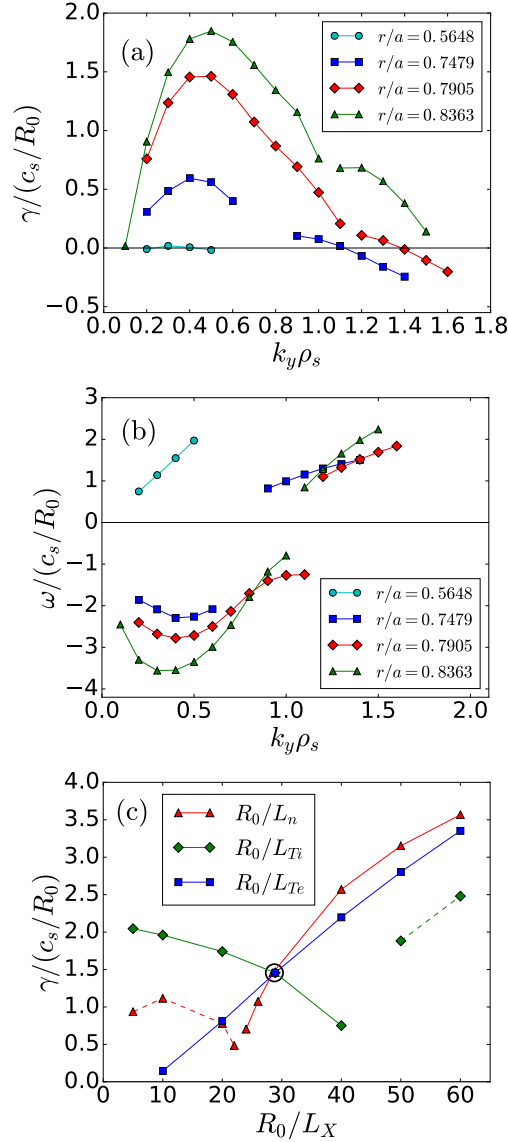 (a)
r/a = 0.5648
r/a = 0.7479
r/a = 0.7905
r/a = 0.8363
γ/(c_s/R_0)
2.0
1.5
1.0
0.5
0.0
−0.5
0.0 0.2 0.4 0.6 0.8 1.0 1.2 1.4 1.6 1.8
k_yρ_s
(b)
ω/(c_s/R_0)
3
2
1
0
−1
−2
−3
−4
r/a = 0.5648
r/a = 0.7479
r/a = 0.7905
r/a = 0.8363
0.0 0.5 1.0 1.5 2.0
k_yρ_s
(c)
R_0/L_n
R_0/L_{Ti}
R_0/L_{Te}
γ/(c_s/R_0)
4.0
3.5
3.0
2.5
2.0
1.5
1.0
0.5
0.0
0 10 20 30 40 50 60
R_0/L_X